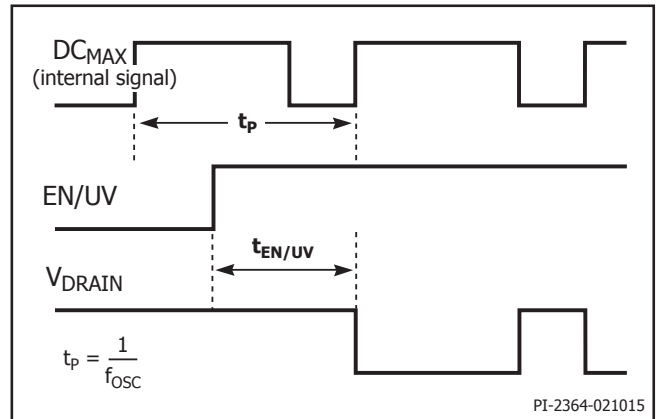 DCMAX
(internal signal)
tP
EN/UV
tEN/UV
VDRAIN
tP = 1
fOSC
PI-2364-021015